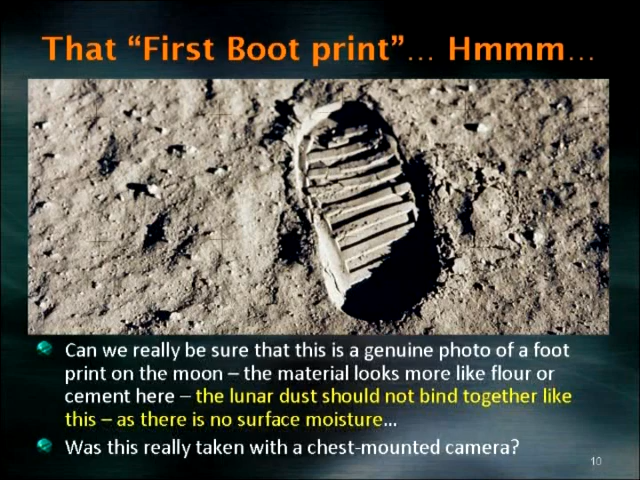 That “First Boot print”... Hmmm...
Can we really be sure that this is a genuine photo of a foot
print on the moon – the material looks more like flour or
cement here – the lunar dust should not bind together like
this – as there is no surface moisture...
Was this really taken with a chest-mounted camera?
10